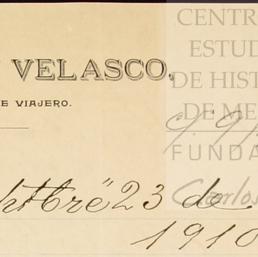 CENTR
ESTUD
VELASCO,
DE HIST
E VIAJERO.
DE ME
FUNDA
Carlos
23 de
1910